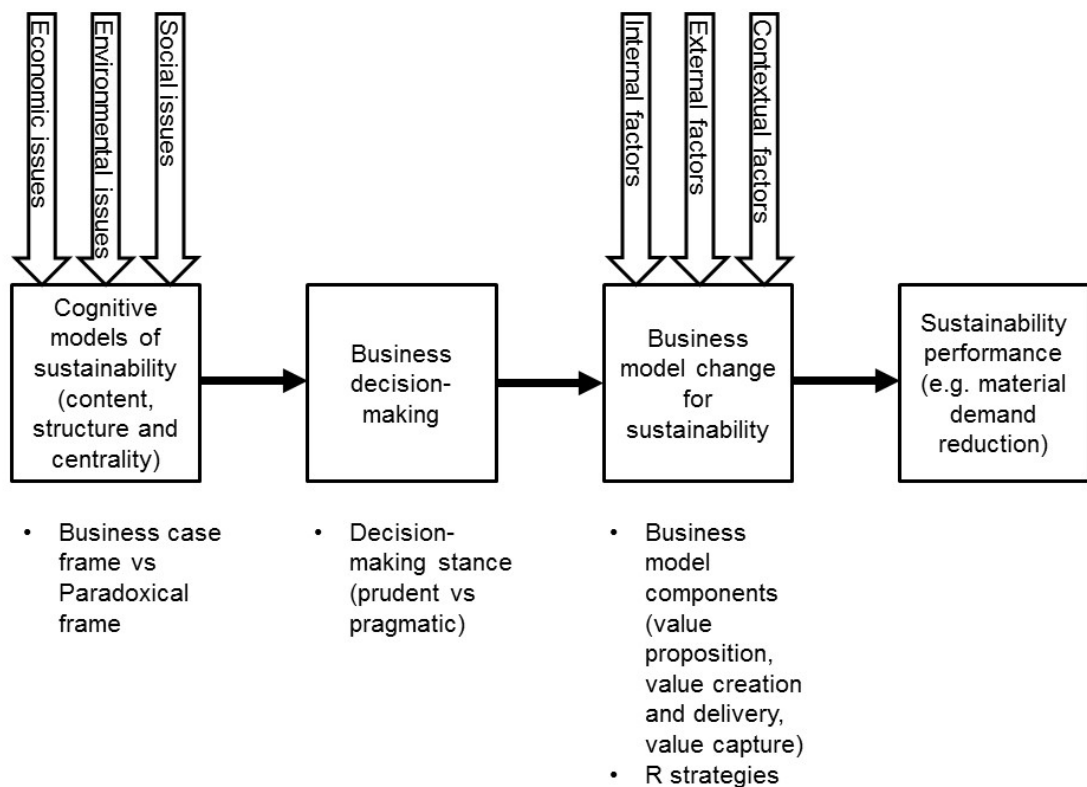 Economic issues
Environmental issues
Social issues
Internal factors
External factors
Contextual factors
Cognitive
models of
sustainability
(content,
structure and
centrality)
Business
decision-
making
Business
model change
for
sustainability
Sustainability
performance
(e.g. material
demand
reduction)
• Business case
frame vs
Paradoxical
frame
• Decision-
making stance
(prudent vs
pragmatic)
• Business
model
components
(value
proposition,
value creation
and delivery,
value capture)
• R strategies